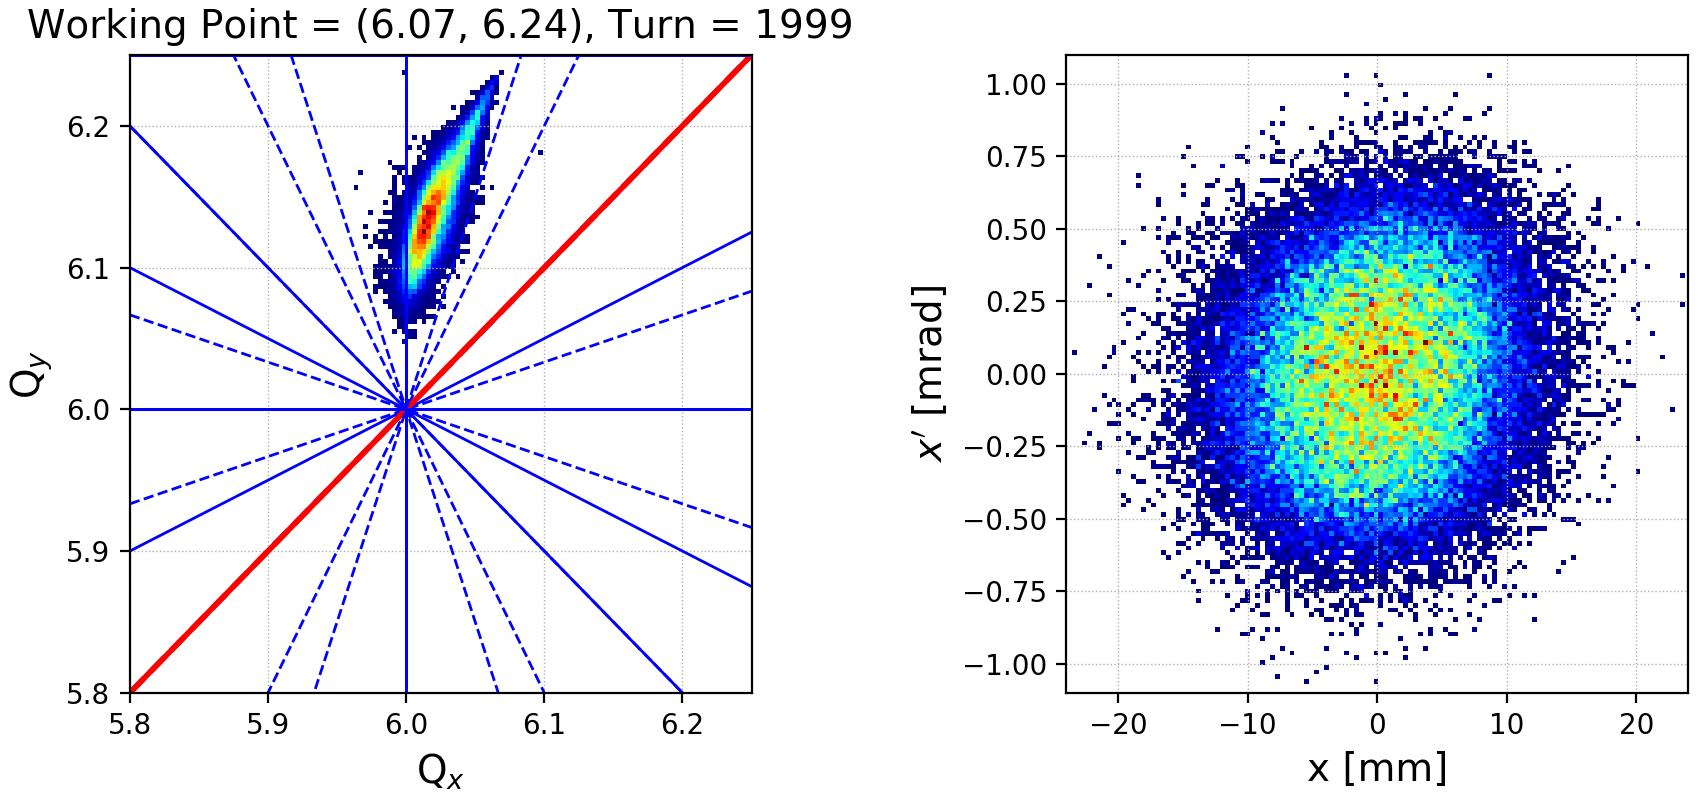 Working Point = (6.07, 6.24), Turn = 1999
6.2
6.1
6.0
5.9
5.8
Q_y
5.8 5.9 6.0 6.1 6.2
Q_x
1.00
0.75
0.50
0.25
0.00
−0.25
−0.50
−0.75
−1.00
x′ [mrad]
−20 −10 0 10 20
x [mm]